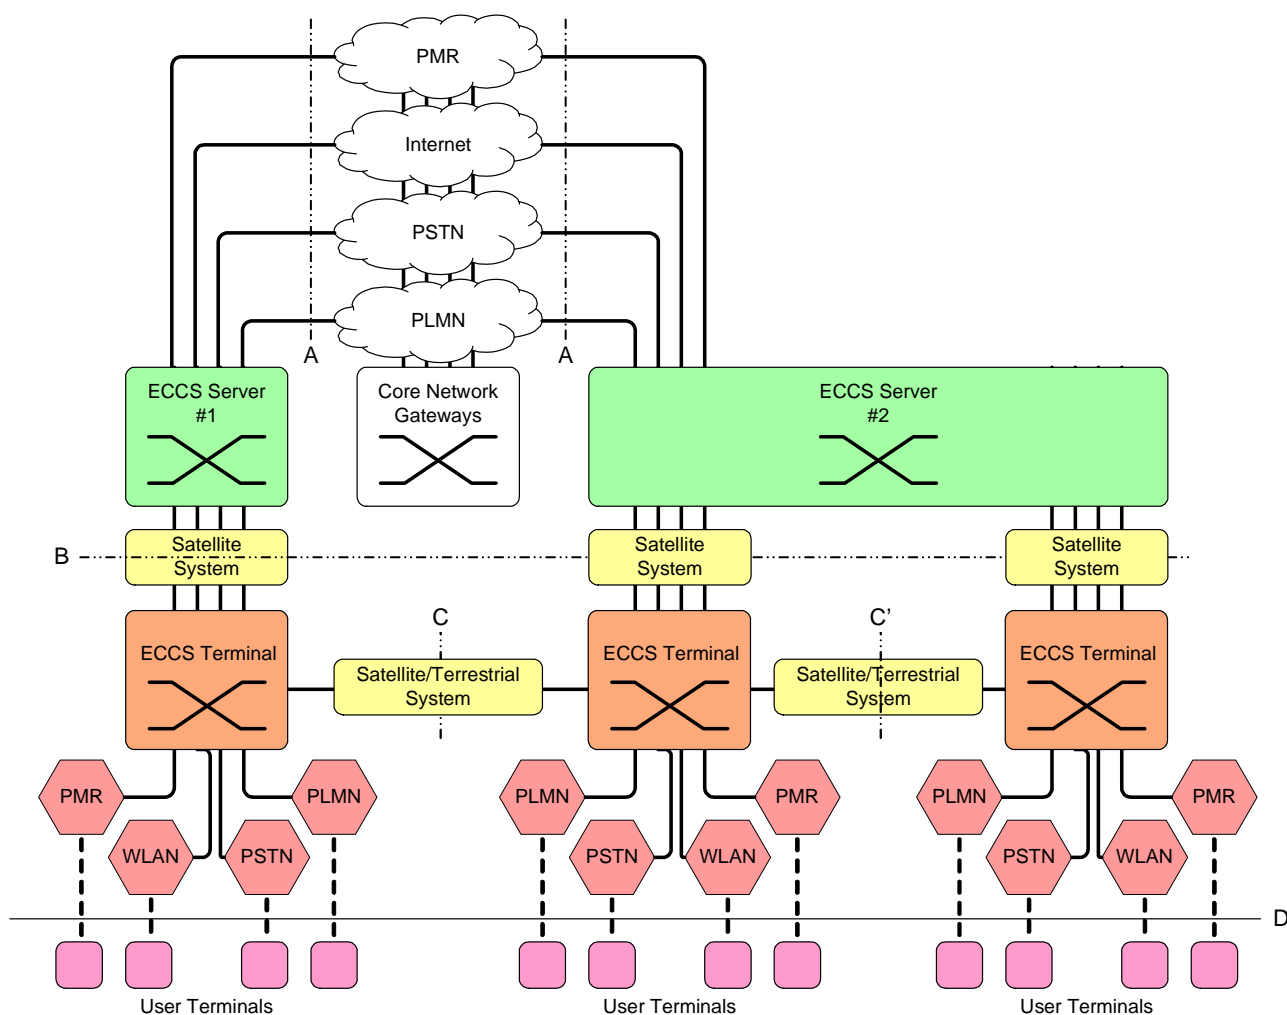 PMR
Internet
PSTN
PLMN
A
A
ECCS Server
#1
Core Network
Gateways
ECCS Server
#2
B
Satellite
System
Satellite
System
Satellite
System
C
C’
ECCS Terminal
Satellite/Terrestrial
System
ECCS Terminal
Satellite/Terrestrial
System
ECCS Terminal
PMR
PLMN
PLMN
PMR
PLMN
PMR
WLAN
PSTN
PSTN
WLAN
PSTN
WLAN
D
User Terminals
User Terminals
User Terminals